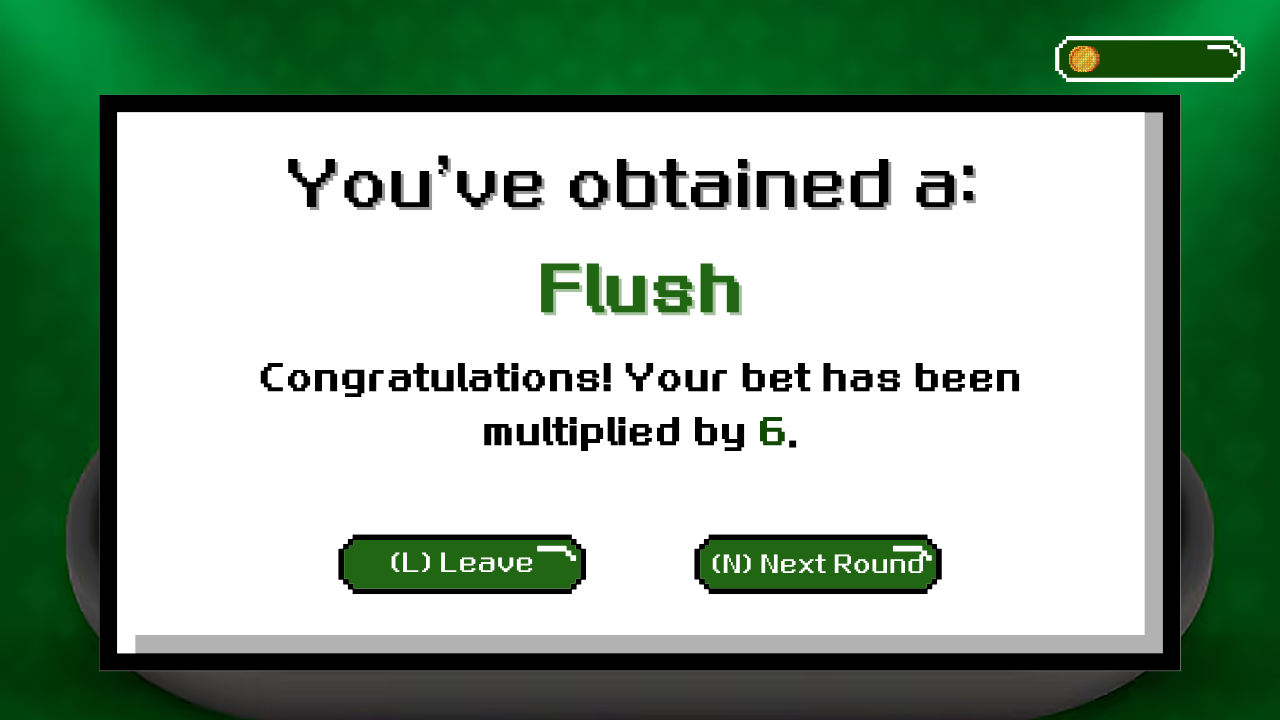 You've obtained a:
Flush
Congratulations! Your bet has been
multiplied by 6.
(L) Leave
(N) Next Round